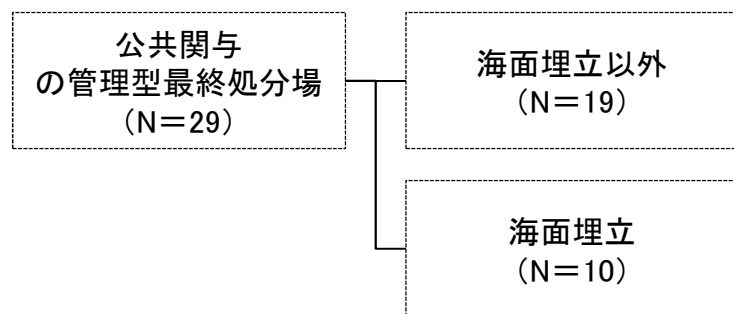 公共関与
の管理型最終処分場
（N＝29）
海面埋立以外
（N＝19）
海面埋立
（N＝10）